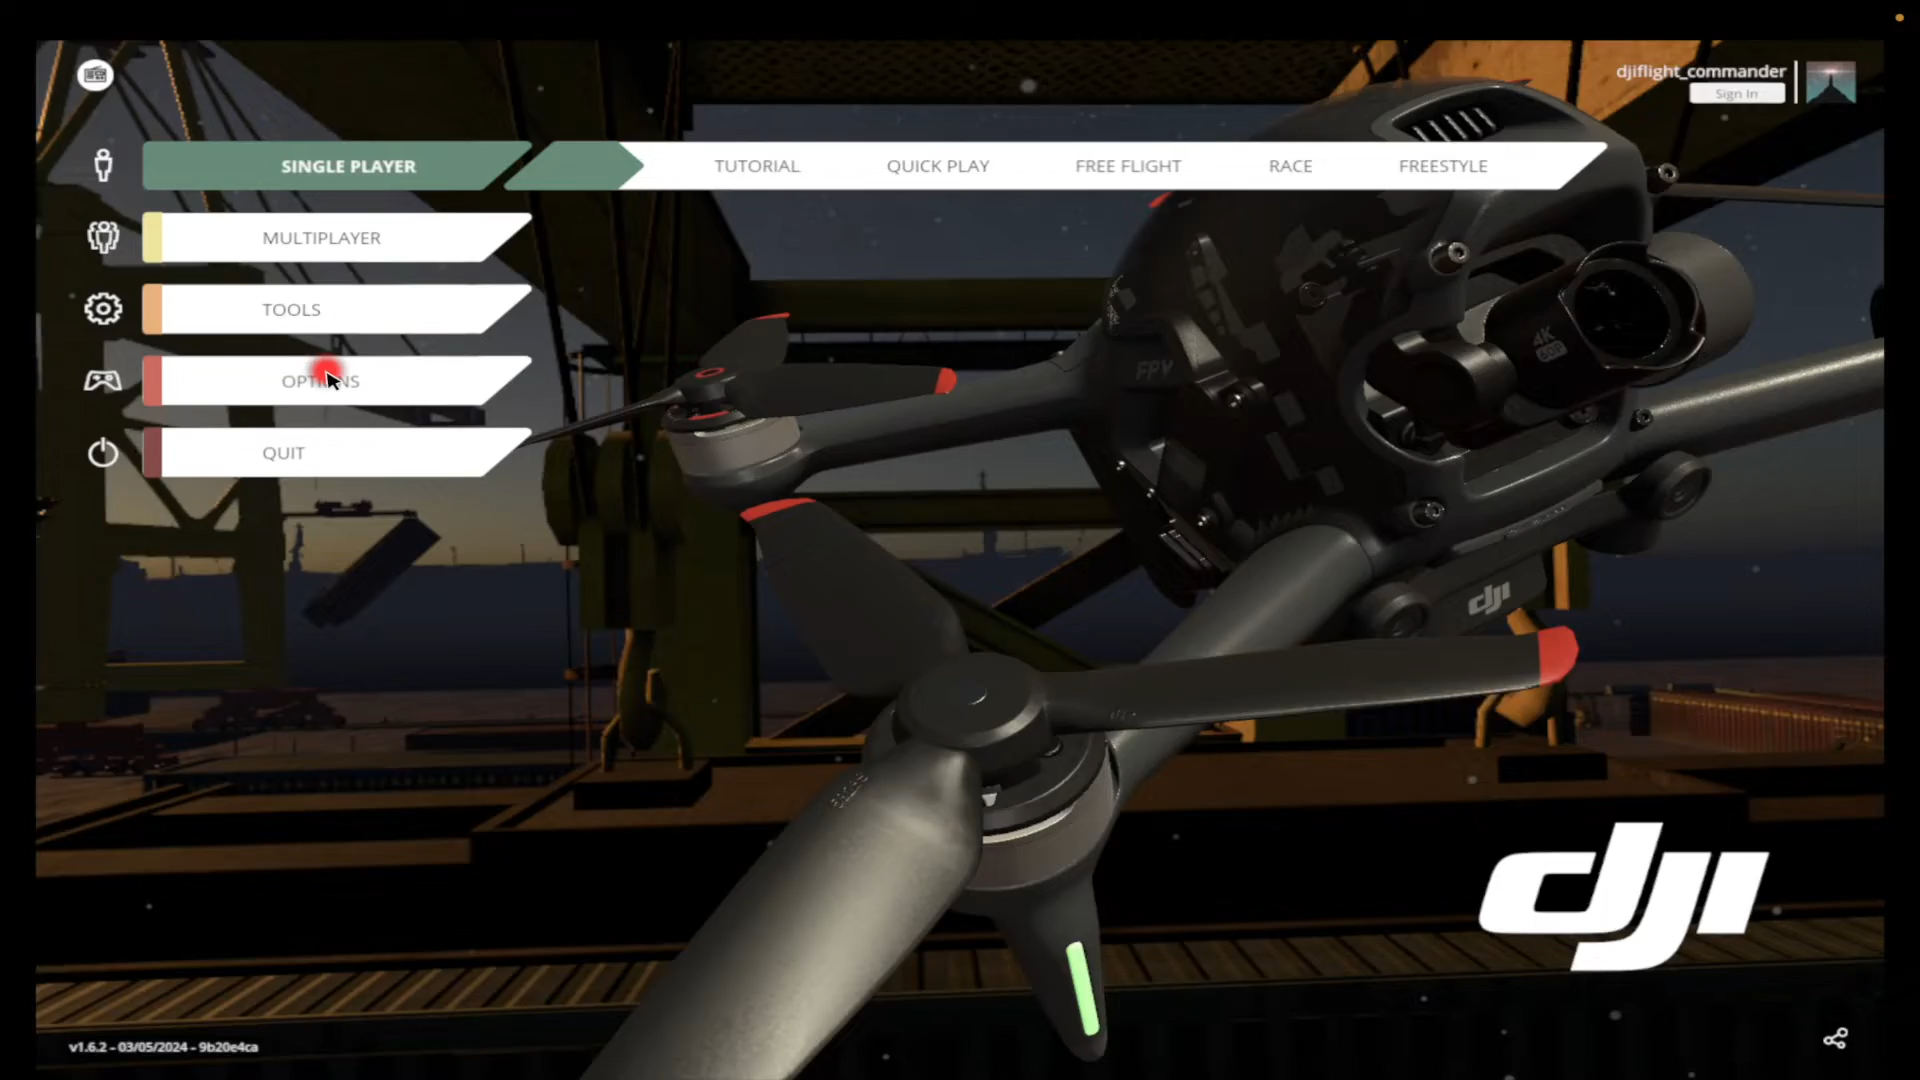 djiflight_commander
Sign In
SINGLE PLAYER
TUTORIAL
QUICK PLAY
FREE FLIGHT
RACE
FREESTYLE
MULTIPLAYER
TOOLS
OPTIONS
QUIT
FPV
4K
dji
dji
v1.6.2 - 03/05/2024 - 9b20e4ca